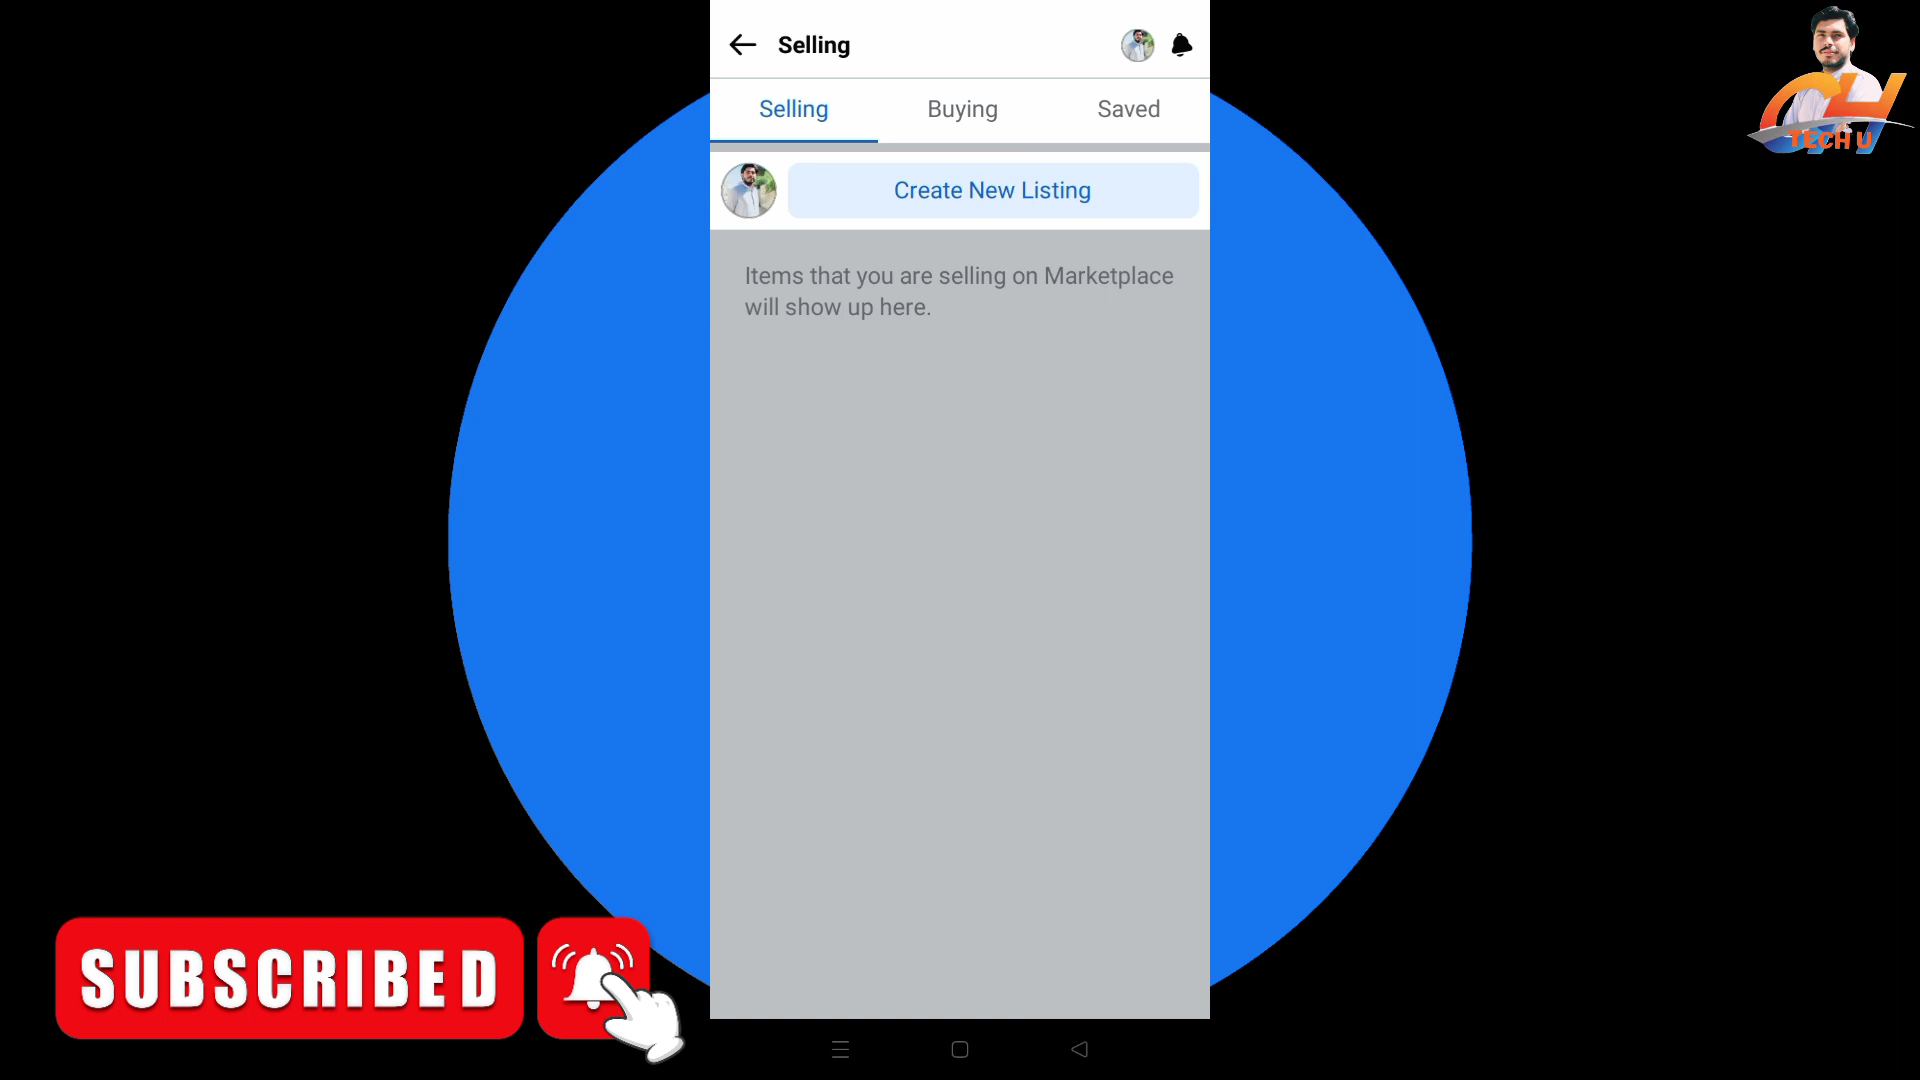 Selling
Selling
Buying
Saved
Create New Listing
Items that you are selling on Marketplace
will show up here.
CH
TECH U
SUBSCRIBED